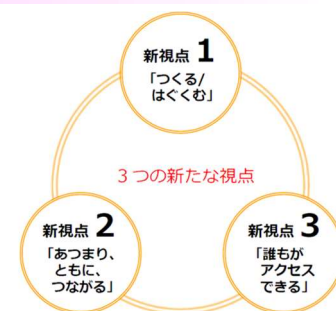 新視点 1
「つくる/
はぐくむ」
3つの新たな視点
新視点 2
「あつまり、
ともに、
つながる」
新視点 3
「誰もが
アクセス
できる」